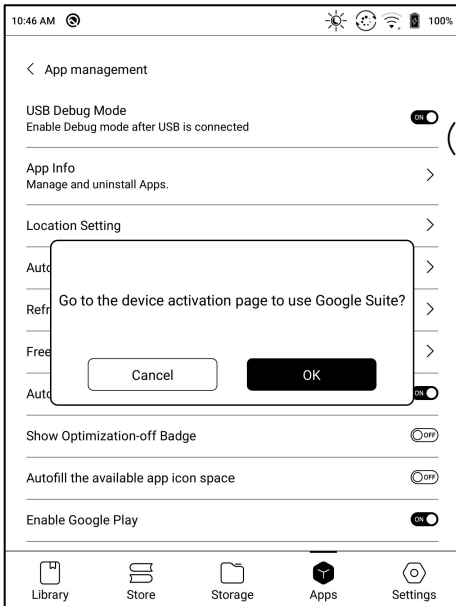 10:46 AM 100%
App management
USB Debug Mode
ON
Enable Debug mode after USB is connected
App Info
Manage and uninstall Apps.
Location Setting
Auto
Refr
Go to the device activation page to use Google Suite?
Free
Cancel OK
Auto
ON
Show Optimization-off Badge OFF
Autofill the available app icon space OFF
Enable Google Play ON
Library Store Storage Apps Settings